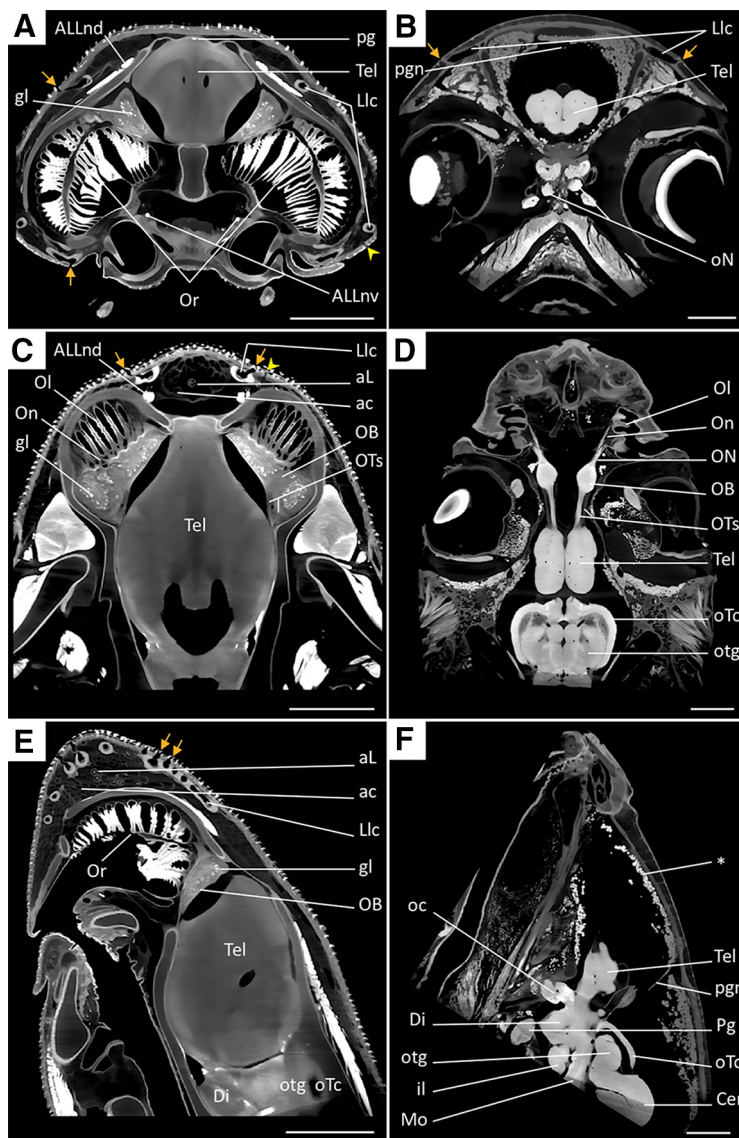 A
ALLnd
pg
Tel
gl
Llc
Or
ALLnv
B
Llc
pgn
Tel
oN
C
ALLnd
Llc
Ol
aL
On
ac
gl
OB
OTs
Tel
D
Ol
On
ON
OB
OTs
Tel
oTc
otg
E
aL
ac
Llc
Or
gl
OB
Tel
Di
otg
oTc
F
*
oc
Tel
pgn
Di
Pg
otg
oTc
il
Cer
Mo